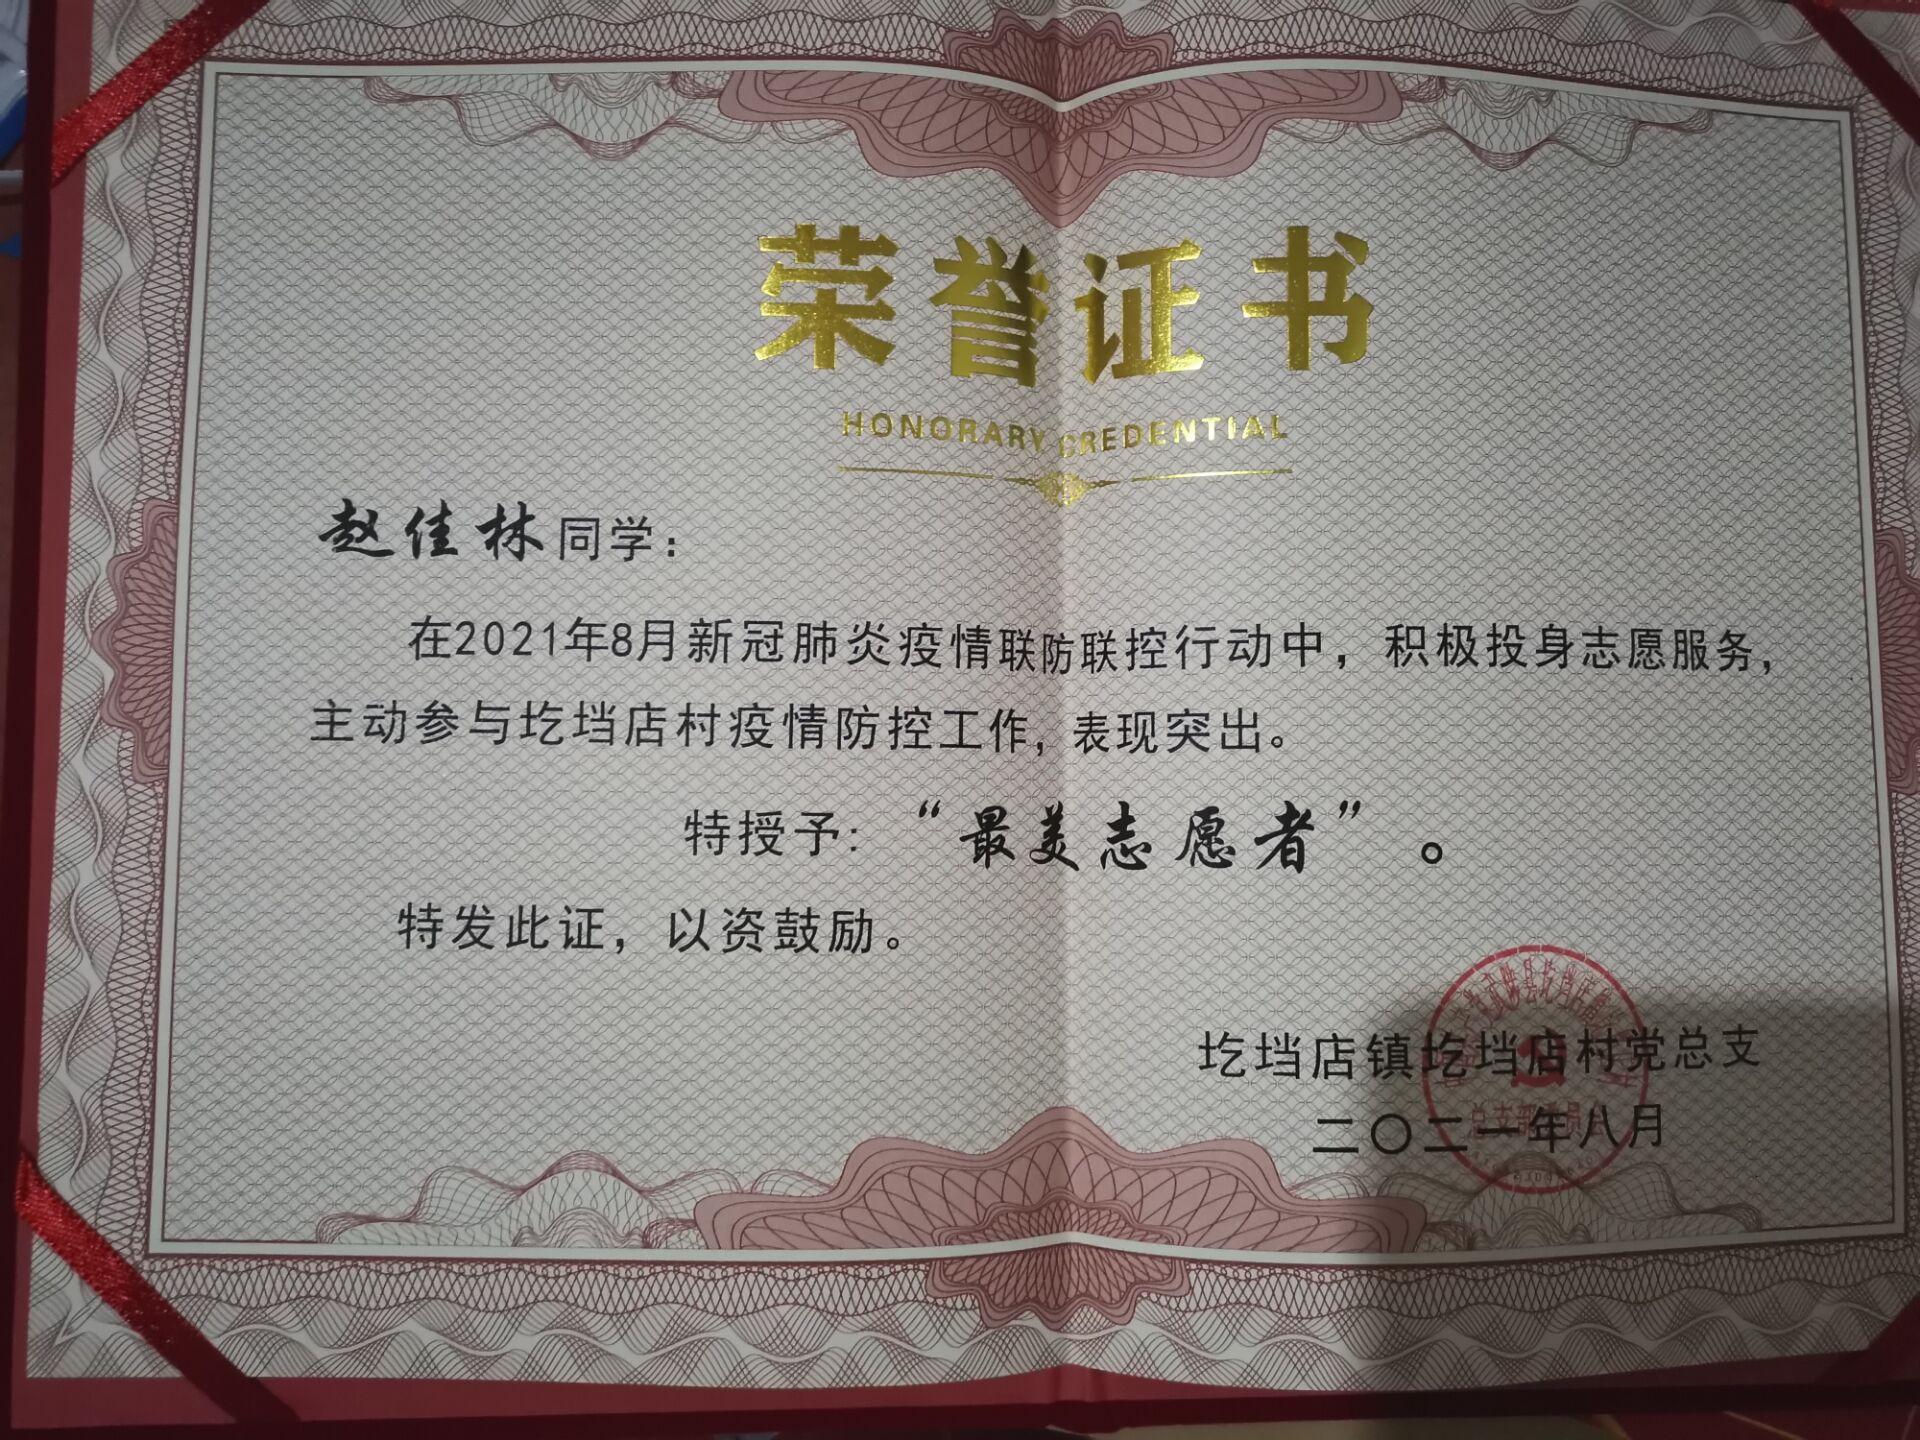 荣誉证书
HONORARY CREDENTIAL
赵佳林同学：
在2021年8月新冠肺炎疫情联防联控行动中，积极投身志愿服务，
主动参与圪垱店村疫情防控工作，表现突出。
特授予：“最美志愿者”。
特发此证，以资鼓励。
圪垱店镇圪垱店村党总支
二〇二一年八月